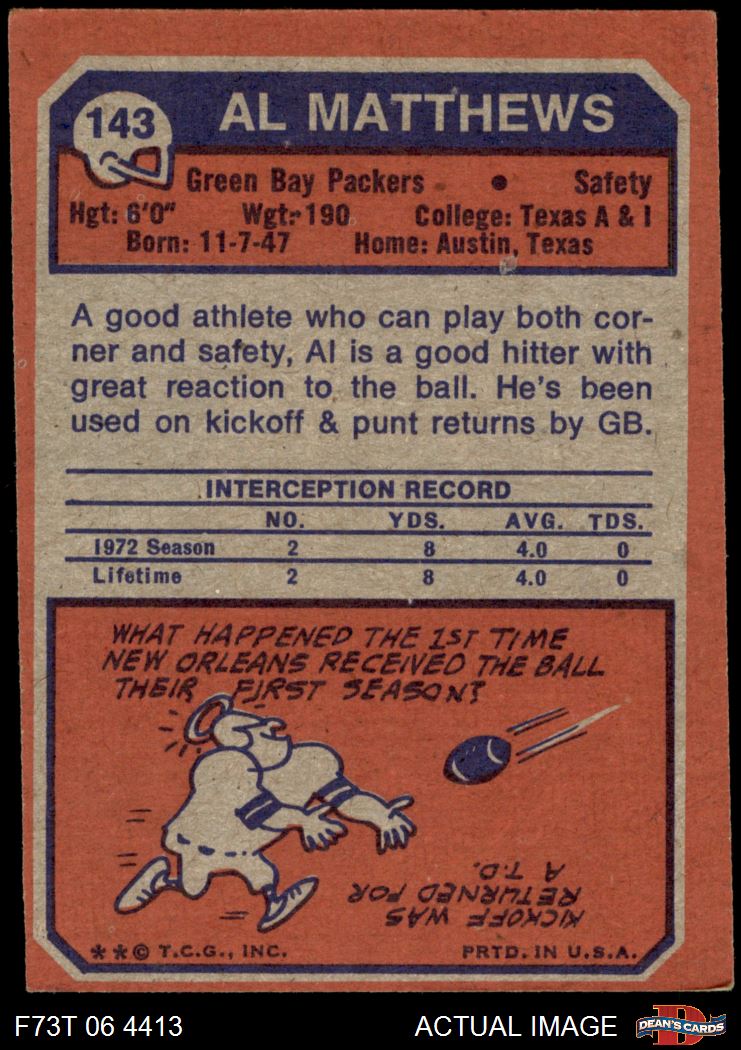 143
AL MATTHEWS
Green Bay Packers • Safety
Hgt: 6'0" Wgt: 190 College: Texas A & I
Born: 11-7-47 Home: Austin, Texas
A good athlete who can play both cor-
ner and safety, Al is a good hitter with
great reaction to the ball. He's been
used on kickoff & punt returns by GB.
INTERCEPTION RECORD
NO. YDS. AVG. TDS.
1972 Season 2 8 4.0 0
Lifetime 2 8 4.0 0
WHAT HAPPENED THE 1ST TIME
NEW ORLEANS RECEIVED THE BALL
THEIR FIRST SEASON?
KICKOFF WAS
RETURNED FOR
A T.D.
**© T.C.G., INC. PRTD. IN U.S.A.
F73T 06 4413 ACTUAL IMAGE D DEAN'S CARDS